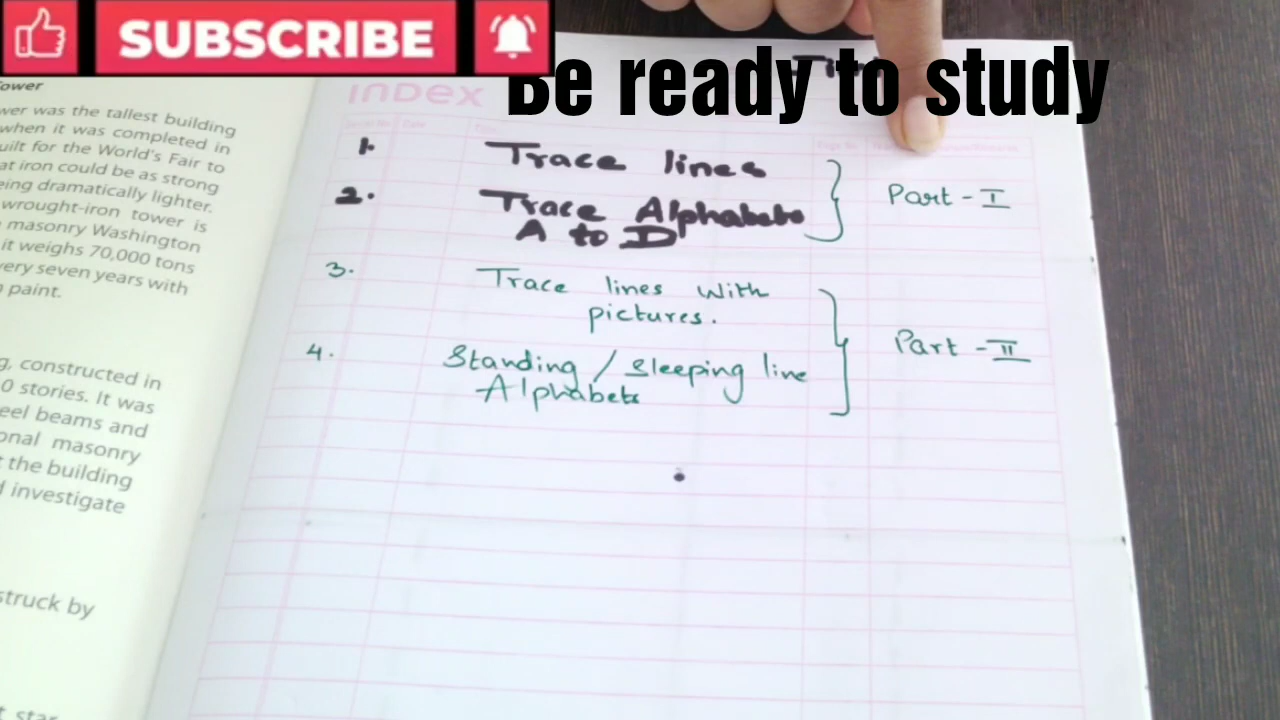 SUBSCRIBE
Be ready to study
Tower
wer was the tallest building
when it was completed in
uilt for the World's Fair to
at iron could be as strong
eing dramatically lighter.
wrought-iron tower is
masonry Washington
it weighs 70,000 tons
very seven years with
paint.
g, constructed in
0 stories. It was
eel beams and
onal masonry
t the building
d investigate
struck by
t star
INDEX
1. Trace lines
2. Trace Alphabets
A to D
Part - I
3. Trace lines with
pictures.
4. Standing / Sleeping line
Alphabets
Part - II